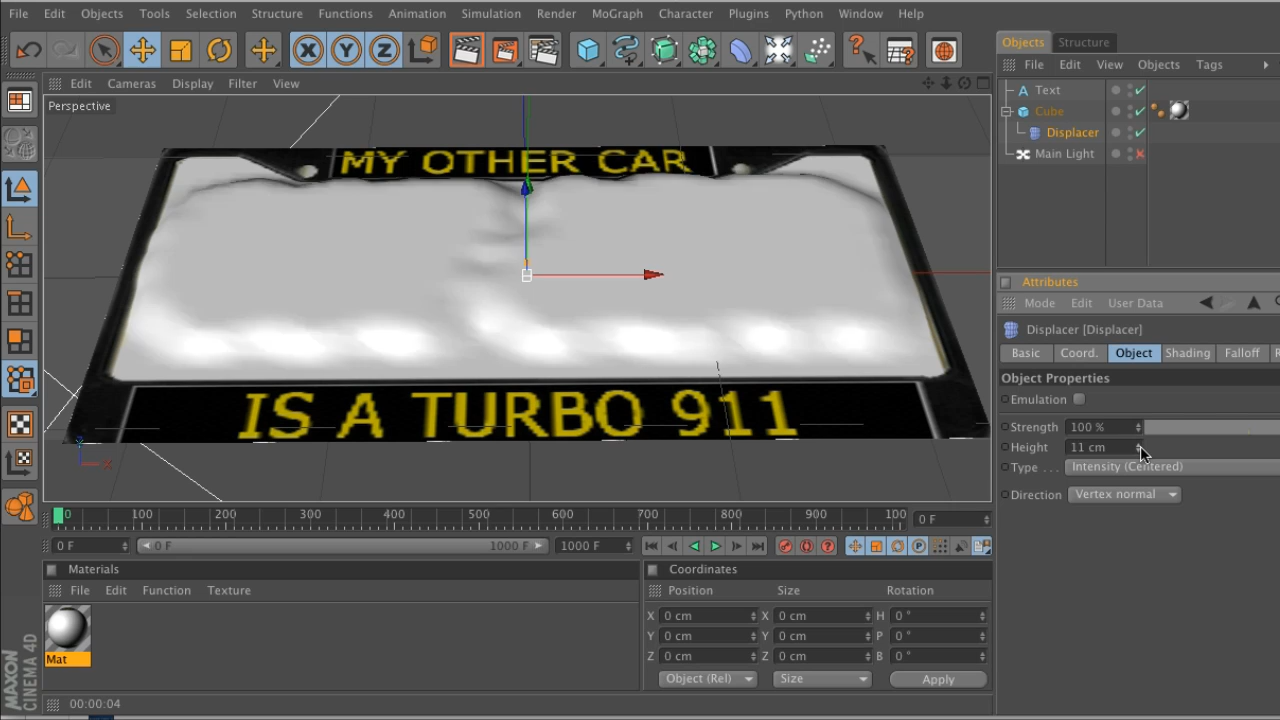 File Edit Objects Tools Selection Structure Functions Animation Simulation Render MoGraph Character Plugins Python Window Help
X Y Z
Objects Structure
File Edit View Objects Tags
Edit Cameras Display Filter View
Perspective
Text
Cube
Displacer
Main Light
MY OTHER CAR
IS A TURBO 911
Attributes
Mode Edit User Data
Displacer [Displacer]
Basic Coord. Object Shading Falloff R
Object Properties
Emulation
Strength 100 %
Height 11 cm
Type . . . Intensity (Centered)
Direction Vertex normal
X
0 100 200 300 400 500 600 700 800 900 100 0 F
0 F 0 F 1000 F 1000 F
Materials
File Edit Function Texture
Mat
Coordinates
Position Size Rotation
X 0 cm X 0 cm H 0 °
Y 0 cm Y 0 cm P 0 °
Z 0 cm Z 0 cm B 0 °
Object (Rel) Size Apply
MAXON
CINEMA 4D
00:00:04